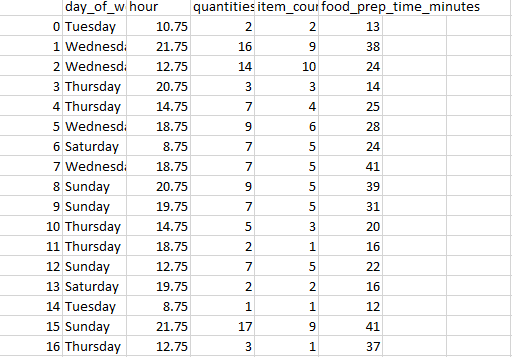 day_of_w hour quantities item_cour food_prep_time_minutes
0 Tuesday 10.75 2 2 13
1 Wednesda 21.75 16 9 38
2 Wednesda 12.75 14 10 24
3 Thursday 20.75 3 3 14
4 Thursday 14.75 7 4 25
5 Wednesda 18.75 9 6 28
6 Saturday 8.75 7 5 24
7 Wednesda 18.75 7 5 41
8 Sunday 20.75 9 5 39
9 Sunday 19.75 7 5 31
10 Thursday 14.75 5 3 20
11 Thursday 18.75 2 1 16
12 Sunday 12.75 7 5 22
13 Saturday 19.75 2 2 16
14 Tuesday 8.75 1 1 12
15 Sunday 21.75 17 9 41
16 Thursday 12.75 3 1 37